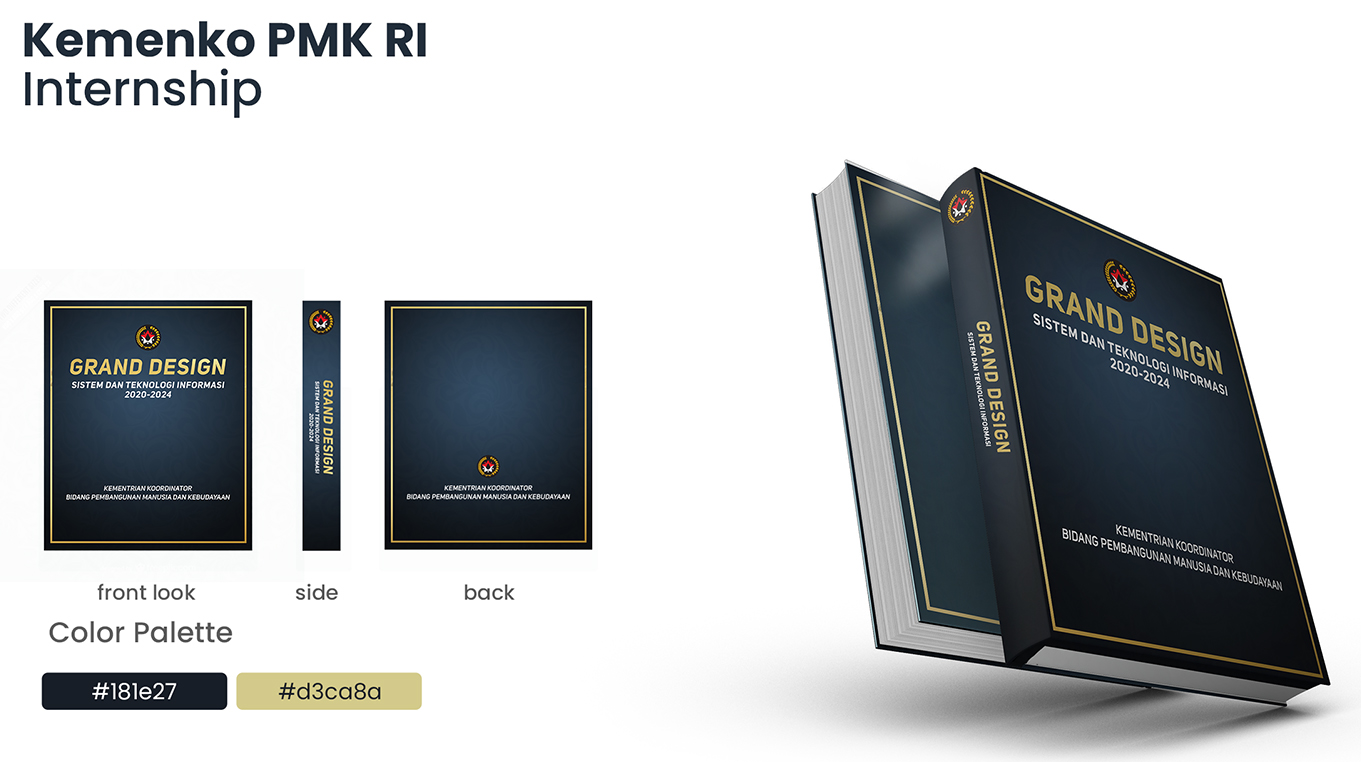 Kemenko PMK RI
Internship
GRAND DESIGN
SISTEM DAN TEKNOLOGI INFORMASI
2020-2024
KEMENTRIAN KOORDINATOR
BIDANG PEMBANGUNAN MANUSIA DAN KEBUDAYAAN
front look
GRAND DESIGN
SISTEM DAN TEKNOLOGI INFORMASI
2020-2024
side
KEMENTRIAN KOORDINATOR
BIDANG PEMBANGUNAN MANUSIA DAN KEBUDAYAAN
back
Color Palette
#181e27
#d3ca8a
GRAND DESIGN
SISTEM DAN TEKNOLOGI INFORMASI
GRAND DESIGN
SISTEM DAN TEKNOLOGI INFORMASI
2020-2024
KEMENTRIAN KOORDINATOR
BIDANG PEMBANGUNAN MANUSIA DAN KEBUDAYAAN